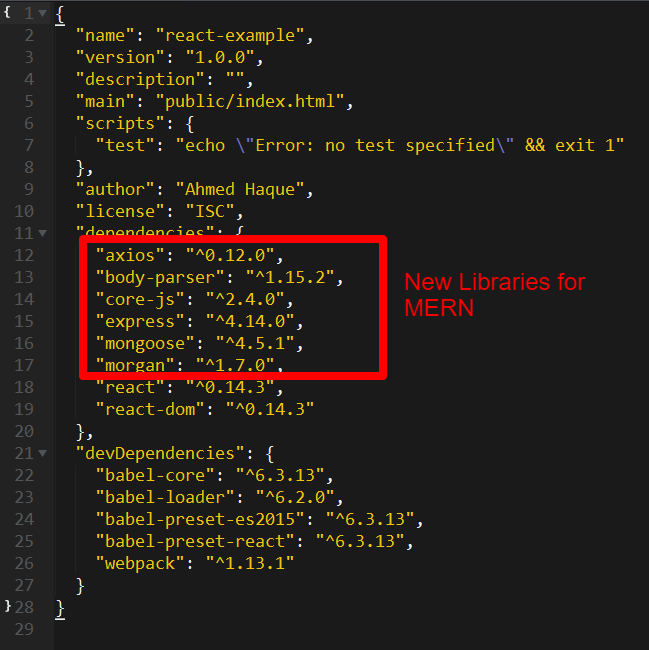 { 1 {
2 "name": "react-example",
3 "version": "1.0.0",
4 "description": "",
5 "main": "public/index.html",
6 "scripts": {
7 "test": "echo \"Error: no test specified\" && exit 1"
8 },
9 "author": "Ahmed Haque",
10 "license": "ISC",
11 "dependencies": {
12 "axios": "^0.12.0",
13 "body-parser": "^1.15.2",
14 "core-js": "^2.4.0",
15 "express": "^4.14.0",
16 "mongoose": "^4.5.1",
17 "morgan": "^1.7.0",
18 "react": "^0.14.3",
19 "react-dom": "^0.14.3"
20 },
21 "devDependencies": {
22 "babel-core": "^6.3.13",
23 "babel-loader": "^6.2.0",
24 "babel-preset-es2015": "^6.3.13",
25 "babel-preset-react": "^6.3.13",
26 "webpack": "^1.13.1"
27 }
} 28 }
29
New Libraries for
MERN